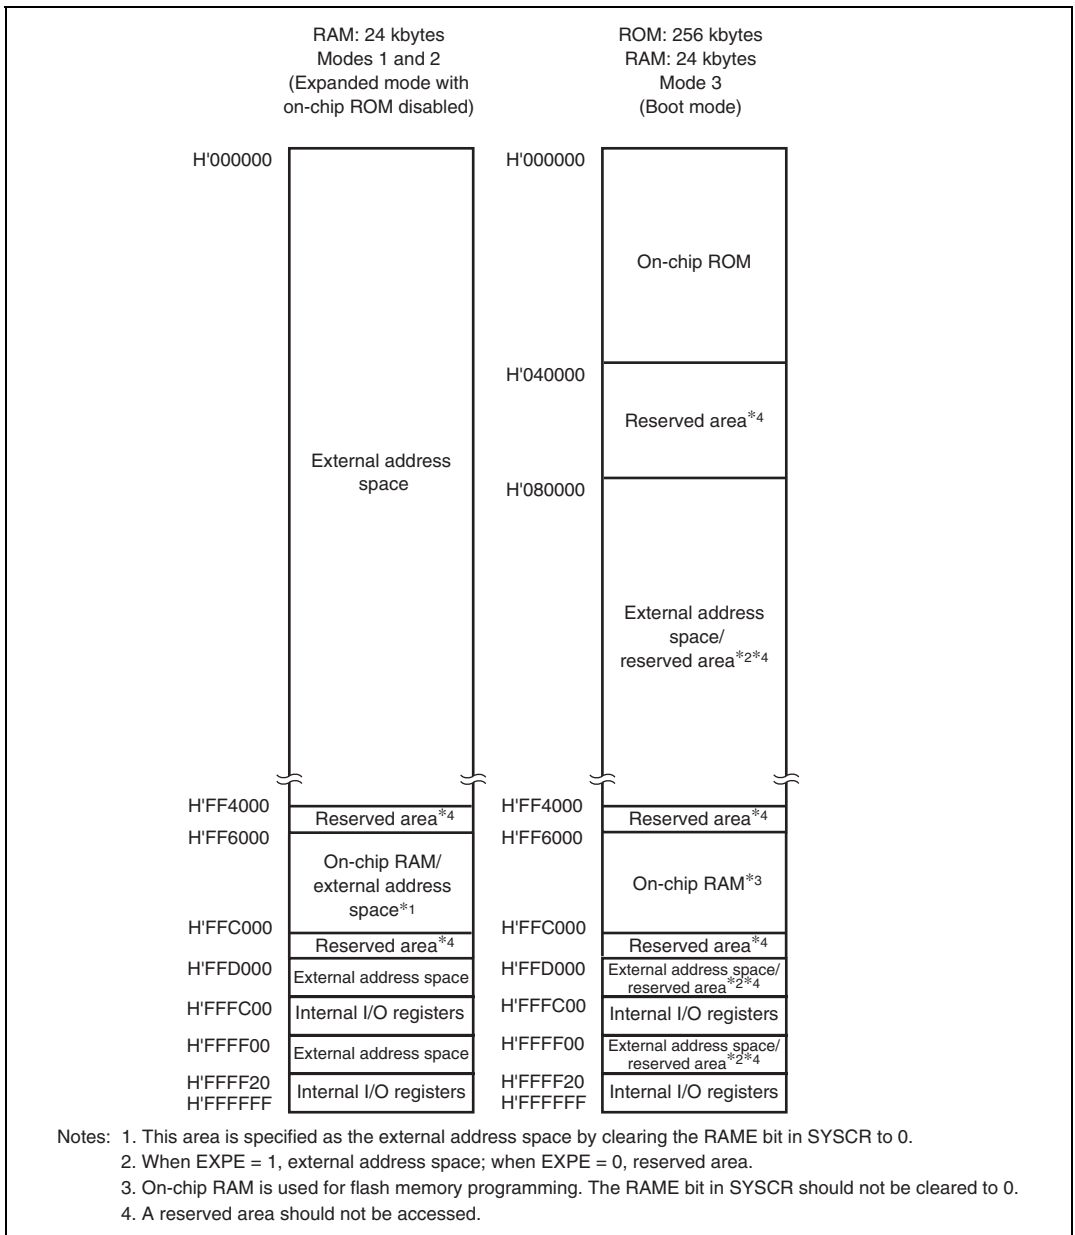 RAM: 24 kbytes
Modes 1 and 2
(Expanded mode with
on-chip ROM disabled)
H'000000
External address
space
H'FF4000
Reserved area*4
H'FF6000
On-chip RAM/
external address
space*1
H'FFC000
Reserved area*4
H'FFD000
External address space
H'FFFC00
Internal I/O registers
H'FFFF00
External address space
H'FFFF20
Internal I/O registers
H'FFFFFF
ROM: 256 kbytes
RAM: 24 kbytes
Mode 3
(Boot mode)
H'000000
On-chip ROM
H'040000
Reserved area*4
H'080000
External address
space/
reserved area*2*4
H'FF4000
Reserved area*4
H'FF6000
On-chip RAM*3
H'FFC000
Reserved area*4
H'FFD000
External address space/
reserved area*2*4
H'FFFC00
Internal I/O registers
H'FFFF00
External address space/
reserved area*2*4
H'FFFF20
Internal I/O registers
H'FFFFFF
Notes: 1. This area is specified as the external address space by clearing the RAME bit in SYSCR to 0.
2. When EXPE = 1, external address space; when EXPE = 0, reserved area.
3. On-chip RAM is used for flash memory programming. The RAME bit in SYSCR should not be cleared to 0.
4. A reserved area should not be accessed.